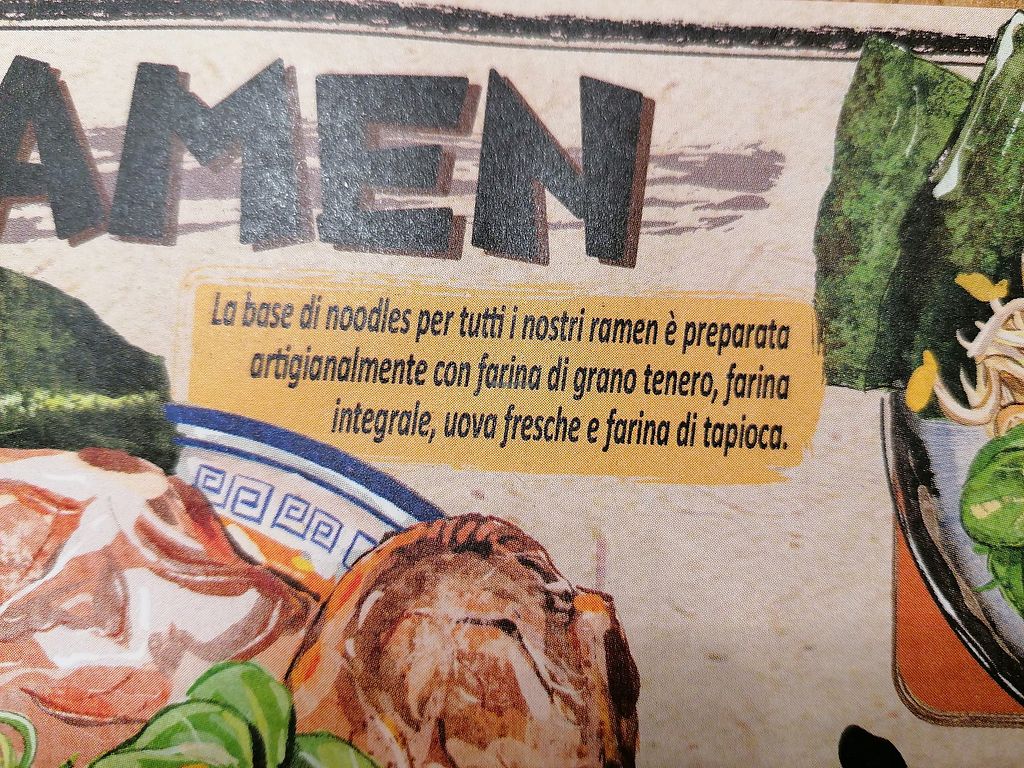 AMEN
La base di noodles per tutti i nostri ramen è preparata
artigianalmente con farina di grano tenero, farina
integrale, uova fresche e farina di tapioca.